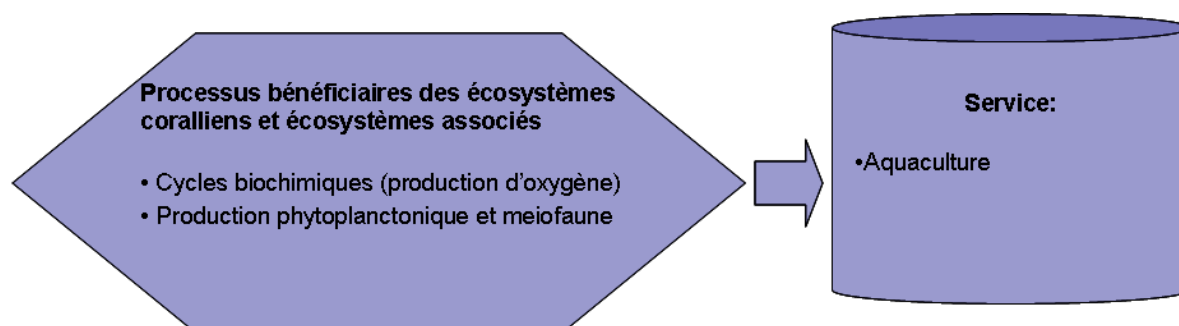 Processus bénéficiaires des écosystèmes
coralliens et écosystèmes associés
• Cycles biochimiques (production d'oxygène)
• Production phytoplanctonique et meiofaune
Service:
•Aquaculture